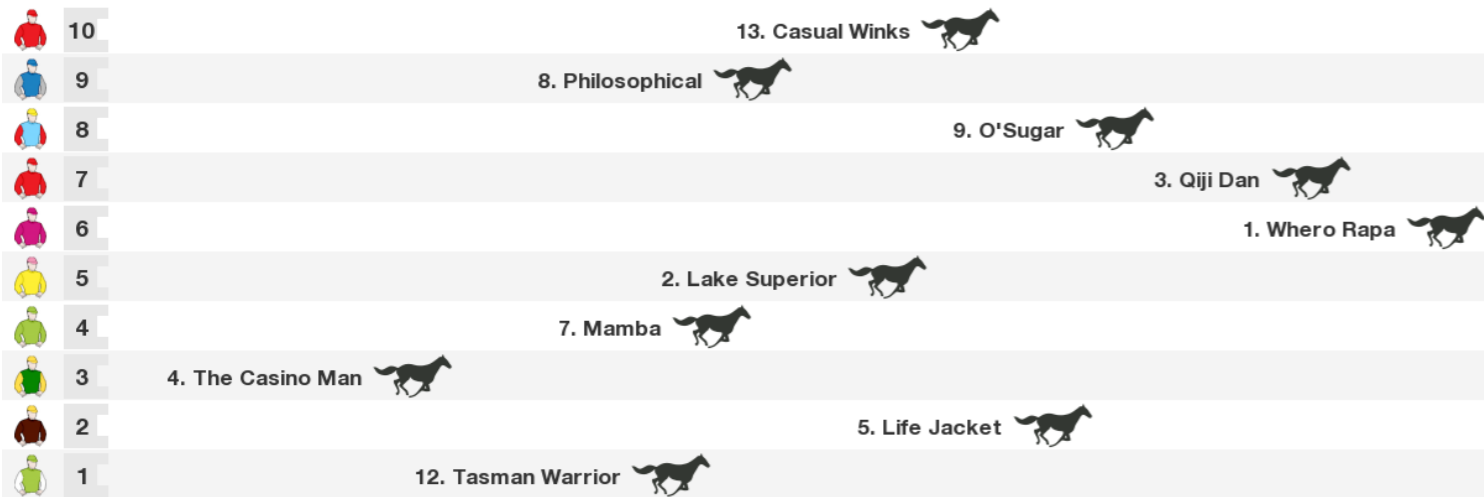 10 13. Casual Winks
9 8. Philosophical
8 9. O'Sugar
7 3. Qiji Dan
6 1. Whero Rapa
5 2. Lake Superior
4 7. Mamba
3 4. The Casino Man
2 5. Life Jacket
1 12. Tasman Warrior